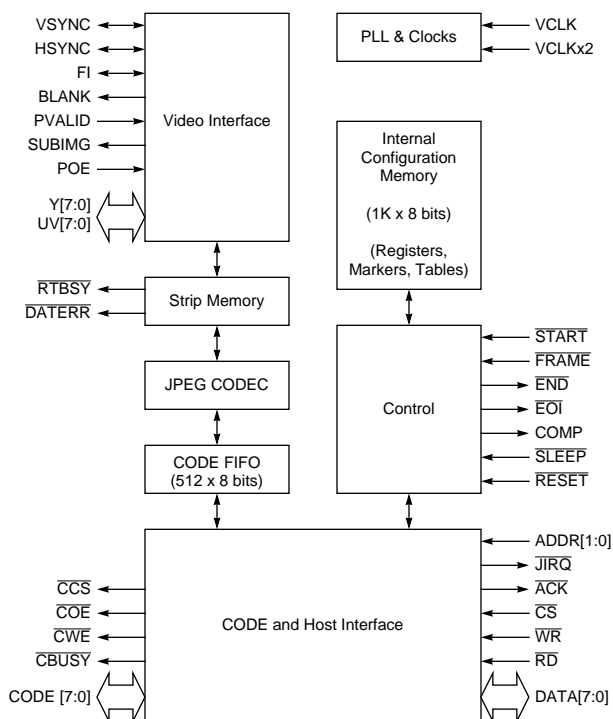 VSYNC
HSYNC
FI
BLANK
PVALID
SUBIMG
POE
Y[7:0]
UV[7:0]
Video Interface
PLL & Clocks
VCLK
VCLKx2
Internal
Configuration
Memory
(1K x 8 bits)
(Registers,
Markers, Tables)
RTBSY
DATERR
Strip Memory
JPEG CODEC
CODE FIFO
(512 x 8 bits)
Control
START
FRAME
END
EOI
COMP
SLEEP
RESET
CCS
COE
CWE
CBUSY
CODE [7:0]
CODE and Host Interface
ADDR[1:0]
JIRQ
ACK
CS
WR
RD
DATA[7:0]